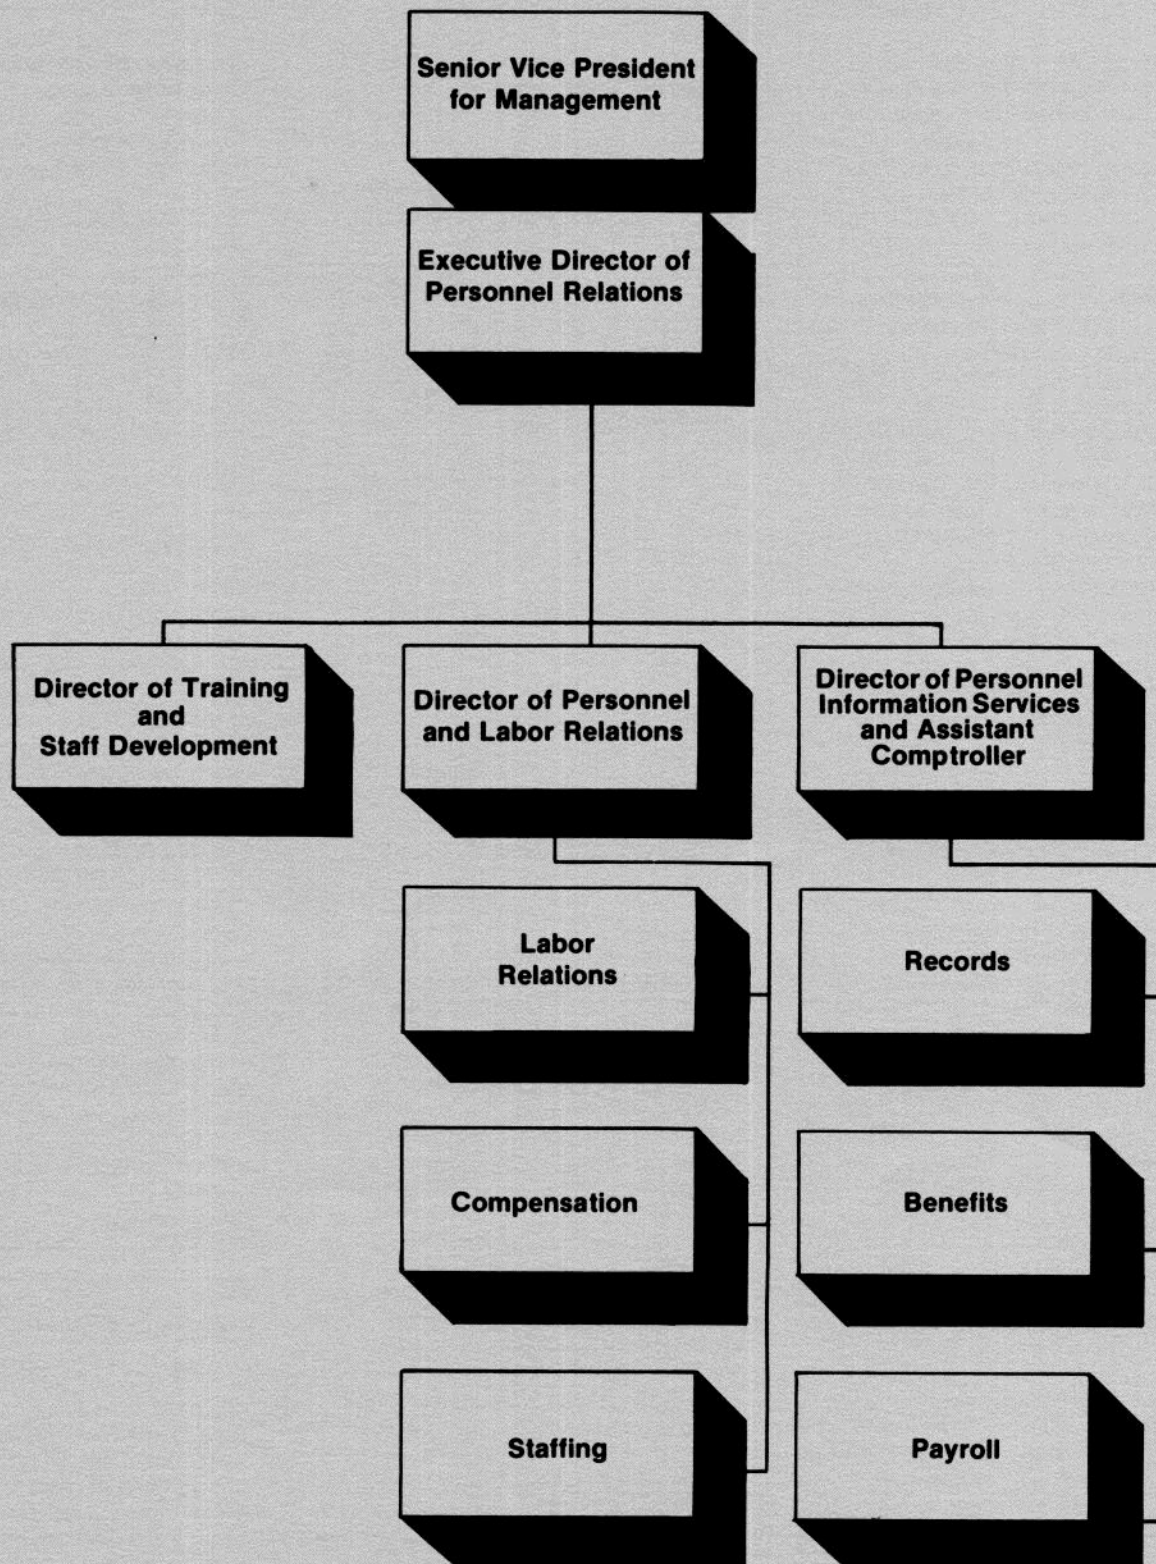 Senior Vice President
for Management
Executive Director of
Personnel Relations
Director of Training
and
Staff Development
Director of Personnel
and Labor Relations
Director of Personnel
Information Services
and Assistant
Comptroller
Labor
Relations
Records
Compensation
Benefits
Staffing
Payroll